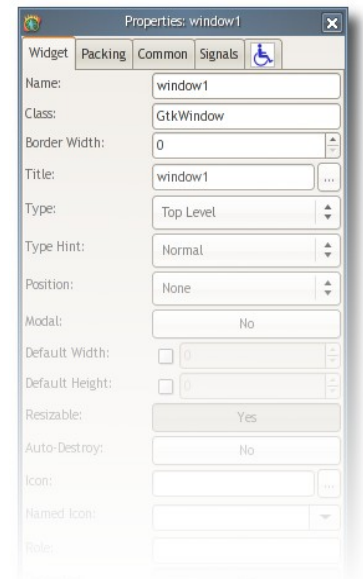 Properties: window1
Widget Packing Common Signals
Name: window1
Class: GtkWindow
Border Width: 0
Title: window1 ...
Type: Top Level
Type Hint: Normal
Position: None
Modal: No
Default Width: 0
Default Height: 0
Resizable: Yes
Auto-Destroy: No
Icon: ...
Named Icon:
Role: